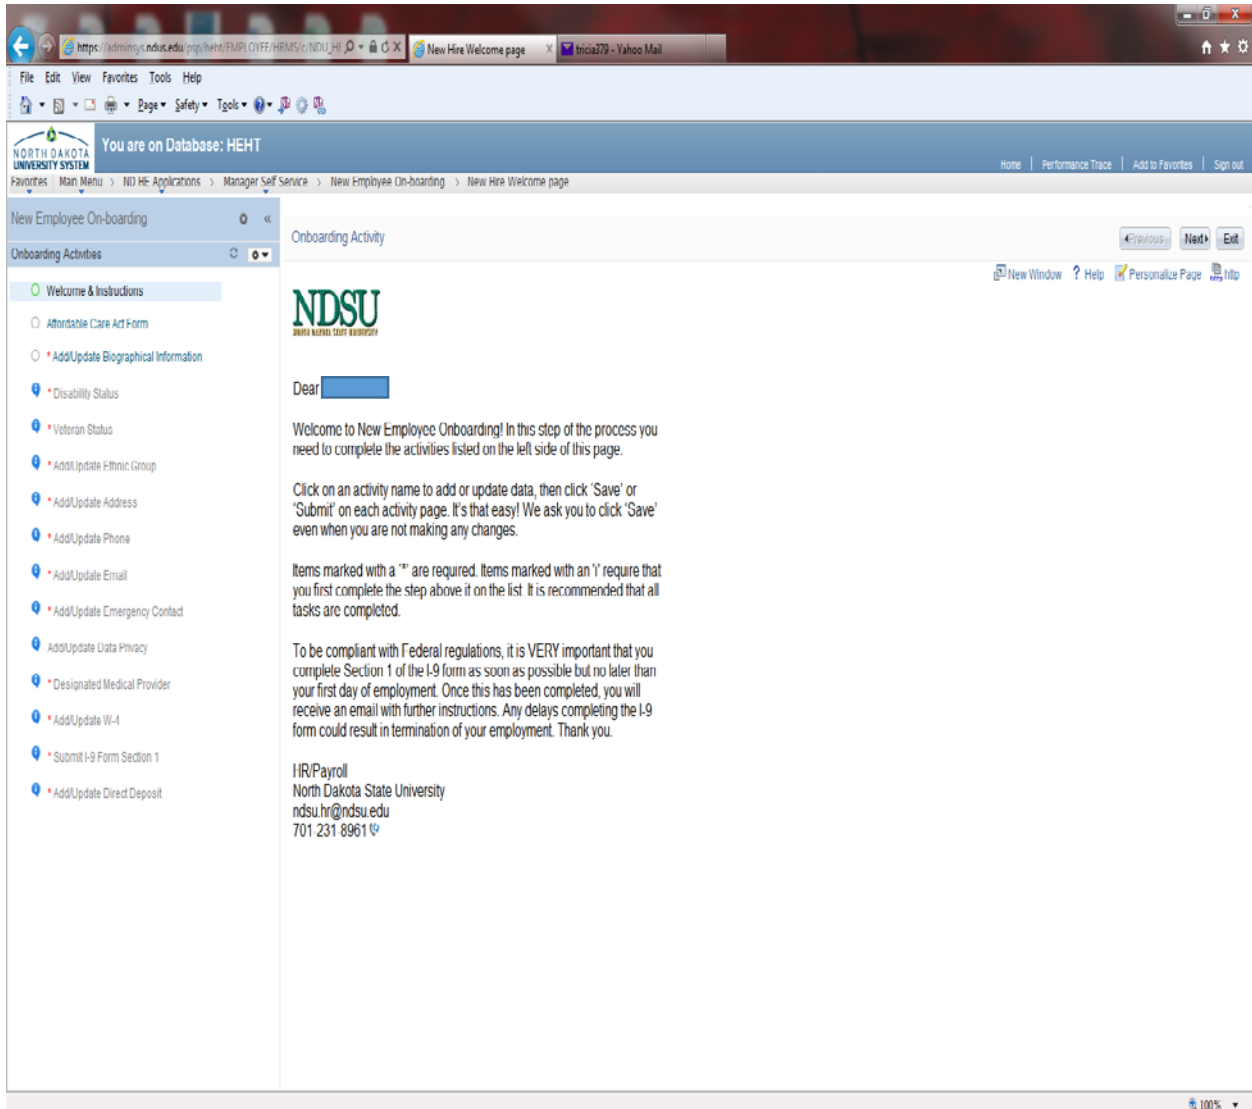 https://adminsys.ndus.edu/psp/heht/EMPLOYEE/HRMS/c/NDU_HI
New Hire Welcome page
tricia379 - Yahoo Mail
File Edit View Favorites Tools Help
Page Safety Tools
NORTH DAKOTA
UNIVERSITY SYSTEM
You are on Database: HEHT
Home | Performance Trace | Add to Favorites | Sign out
Favorites Main Menu > ND HE Applications > Manager Self Service > New Employee On-boarding > New Hire Welcome page
New Employee On-boarding «
Onboarding Activities
Welcome & Instructions
Affordable Care Act Form
* Add/Update Biographical Information
* Disability Status
* Veteran Status
* Add/Update Ethnic Group
* Add/Update Address
* Add/Update Phone
* Add/Update Email
* Add/Update Emergency Contact
Add/Update Data Privacy
* Designated Medical Provider
* Add/Update W-4
* Submit I-9 Form Section 1
* Add/Update Direct Deposit
Onboarding Activity
Previous Next Exit
New Window ? Help Personalize Page http
NDSU
NORTH DAKOTA STATE UNIVERSITY
Dear
Welcome to New Employee Onboarding! In this step of the process you
need to complete the activities listed on the left side of this page.
Click on an activity name to add or update data, then click 'Save' or
'Submit' on each activity page. It's that easy! We ask you to click 'Save'
even when you are not making any changes.
Items marked with a '*' are required. Items marked with an 'i' require that
you first complete the step above it on the list. It is recommended that all
tasks are completed.
To be compliant with Federal regulations, it is VERY important that you
complete Section 1 of the I-9 form as soon as possible but no later than
your first day of employment. Once this has been completed, you will
receive an email with further instructions. Any delays completing the I-9
form could result in termination of your employment. Thank you.
HR/Payroll
North Dakota State University
ndsu.hr@ndsu.edu
701-231-8961
100%